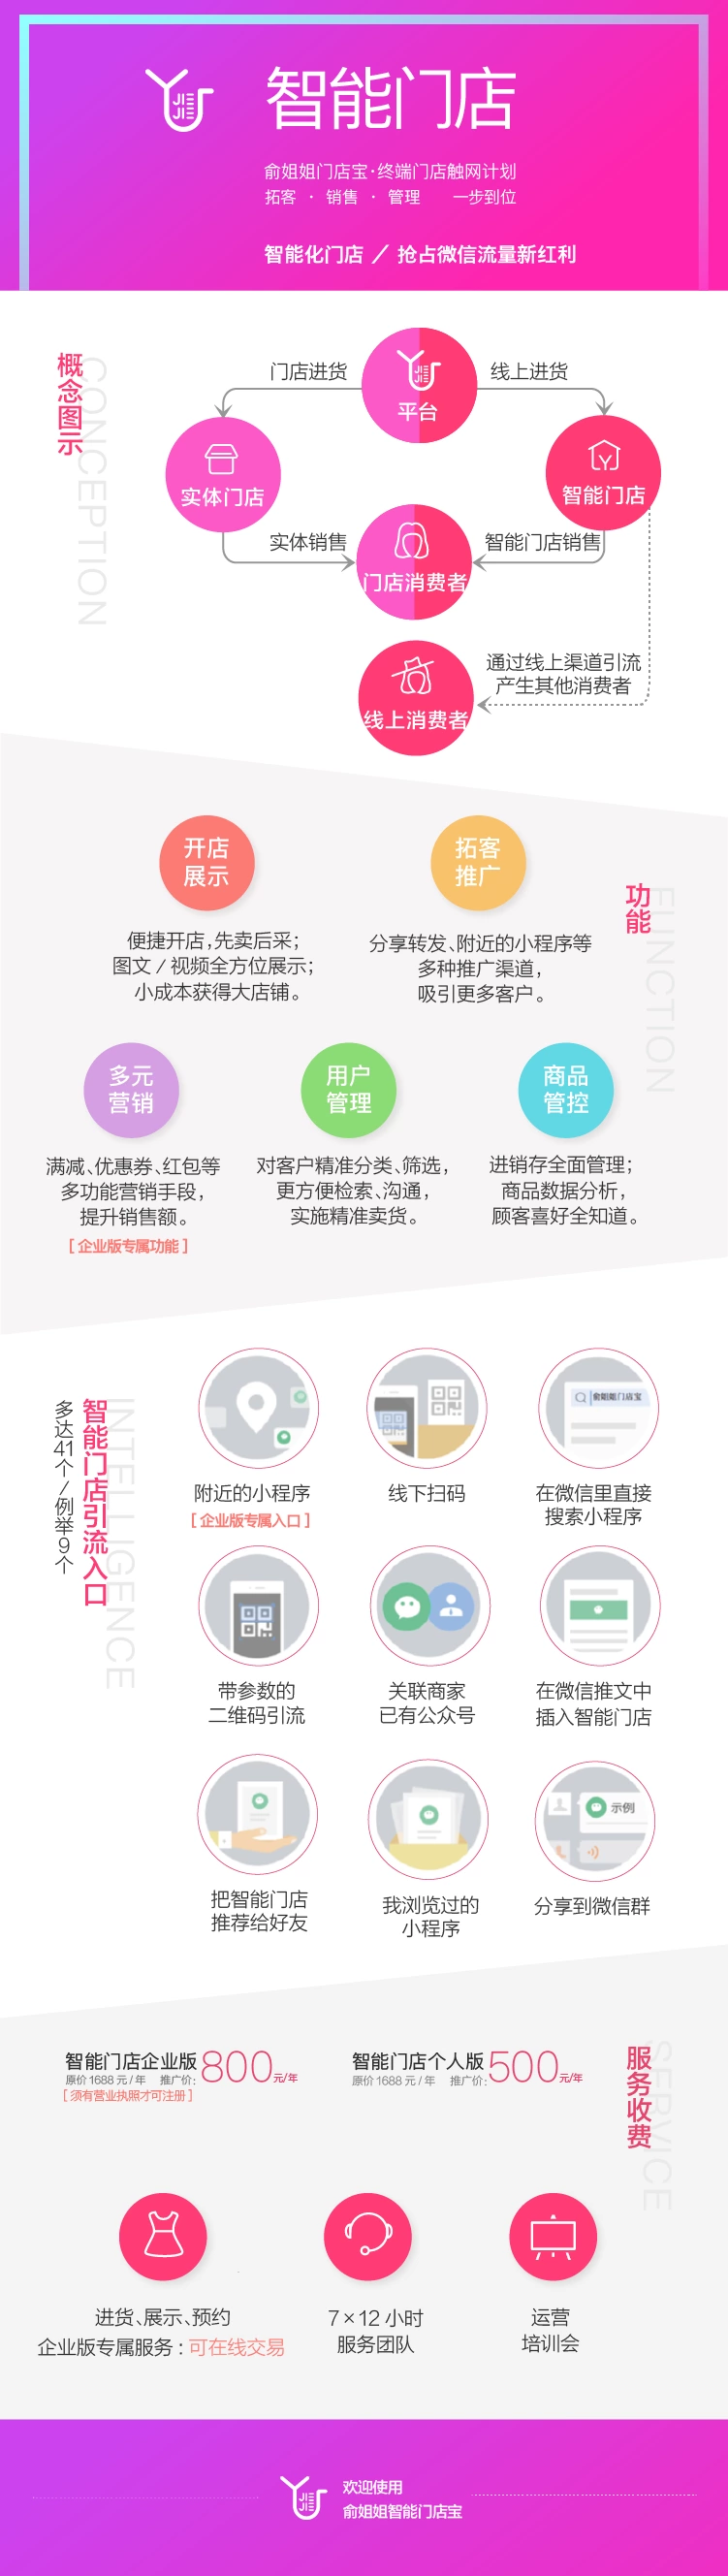 智能门店
俞姐姐门店宝·终端门店触网计划
拓客 · 销售 · 管理 一步到位
智能化门店 / 抢占微信流量新红利
概念图示
CONCEPTION
门店进货
线上进货
JIE
JIE
平台
实体门店
智能门店
实体销售
智能门店销售
门店消费者
通过线上渠道引流
产生其他消费者
线上消费者
功能
FUNCTION
开店
展示
便捷开店,先卖后采;
图文/视频全方位展示;
小成本获得大店铺。
拓客
推广
分享转发、附近的小程序等
多种推广渠道,
吸引更多客户。
多元
营销
满减、优惠券、红包等
多功能营销手段,
提升销售额。
[ 企业版专属功能 ]
用户
管理
对客户精准分类、筛选,
更方便检索、沟通,
实施精准卖货。
商品
管控
进销存全面管理;
商品数据分析,
顾客喜好全知道。
智能门店引流入口
多达41个/例举9个
INTELLIGENCE
附近的小程序
[ 企业版专属入口 ]
线下扫码
俞姐姐门店宝
在微信里直接
搜索小程序
带参数的
二维码引流
关联商家
已有公众号
在微信推文中
插入智能门店
把智能门店
推荐给好友
我浏览过的
小程序
示例
分享到微信群
服务收费
SERVICE
智能门店企业版800元/年
原价1688元/年 推广价:
[ 须有营业执照才可注册 ]
智能门店个人版500元/年
原价1688元/年 推广价:
进货、展示、预约
企业版专属服务:可在线交易
7×12小时
服务团队
运营
培训会
JIE
JIE
欢迎使用
俞姐姐智能门店宝